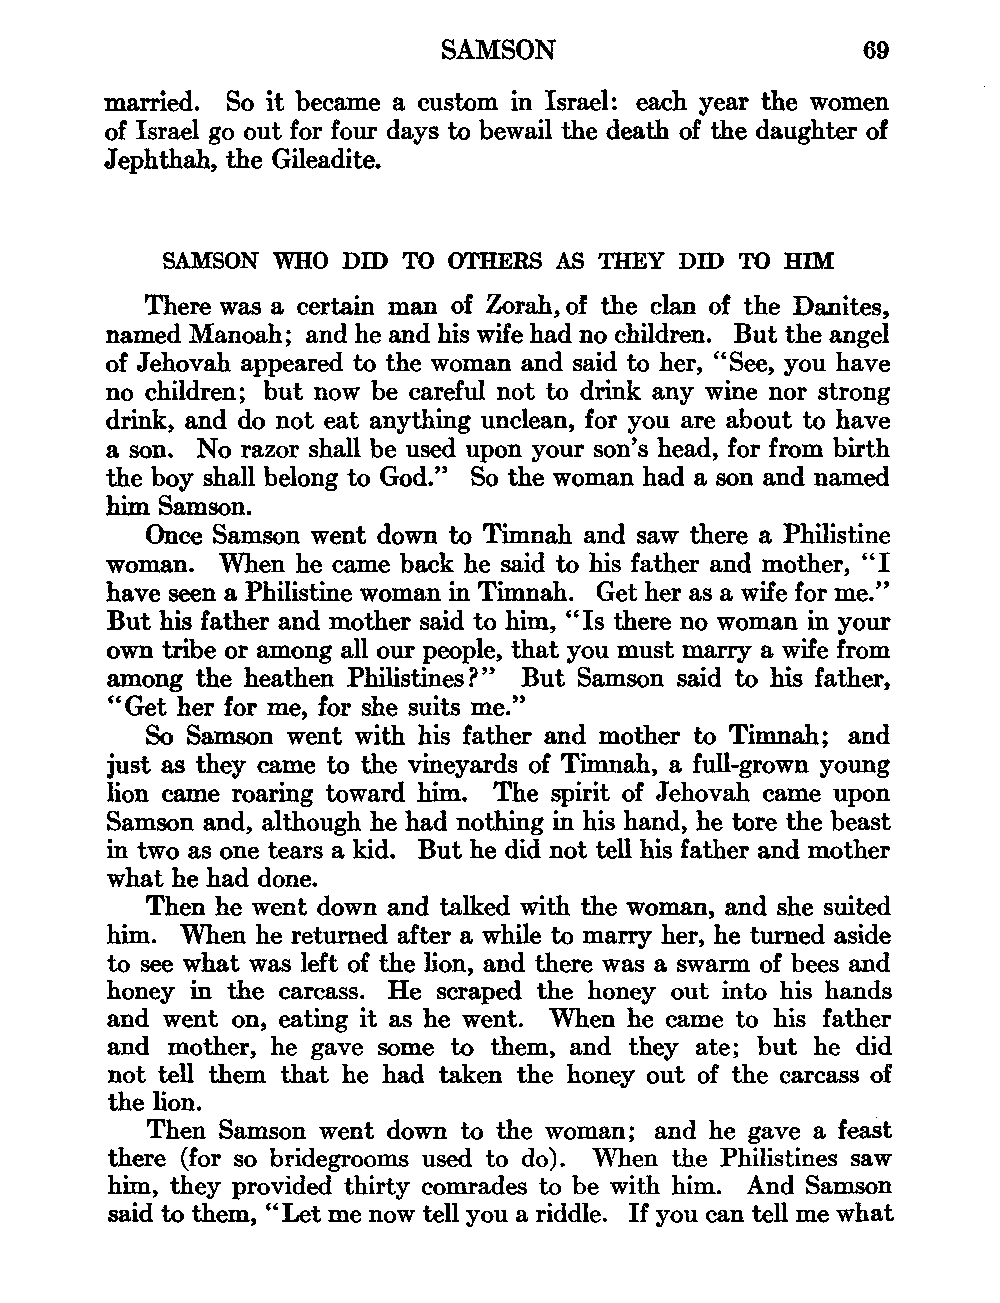 SAMSON 69
married. So it became a custom in Israel: each year the women
of Israel go out for four days to bewail the death of the daughter of
Jephthah, the Gileadite.
SAMSON WHO DID TO OTHERS AS THEY DID TO HIM
There was a certain man of Zorah, of the clan of the Danites,
named Manoah; and he and his wife had no children. But the angel
of Jehovah appeared to the woman and said to her, “See, you have
no children; but now be careful not to drink any wine nor strong
drink, and do not eat anything unclean, for you are about to have
a son. No razor shall be used upon your son’s head, for from birth
the boy shall belong to God.” So the woman had a son and named
him Samson.
Once Samson went down to Timnah and saw there a Philistine
woman. When he came back he said to his father and mother, “I
have seen a Philistine woman in Timnah. Get her as a wife for me.”
But his father and mother said to him, “Is there no woman in your
own tribe or among all our people, that you must marry a wife from
among the heathen Philistines?” But Samson said to his father,
“Get her for me, for she suits me.”
So Samson went with his father and mother to Timnah; and
just as they came to the vineyards of Timnah, a full-grown young
lion came roaring toward him. The spirit of Jehovah came upon
Samson and, although he had nothing in his hand, he tore the beast
in two as one tears a kid. But he did not tell his father and mother
what he had done.
Then he went down and talked with the woman, and she suited
him. When he returned after a while to marry her, he turned aside
to see what was left of the lion, and there was a swarm of bees and
honey in the carcass. He scraped the honey out into his hands
and went on, eating it as he went. When he came to his father
and mother, he gave some to them, and they ate; but he did
not tell them that he had taken the honey out of the carcass of
the lion.
Then Samson went down to the woman; and he gave a feast
there (for so bridegrooms used to do). When the Philistines saw
him, they provided thirty comrades to be with him. And Samson
said to them, “Let me now tell you a riddle. If you can tell me what